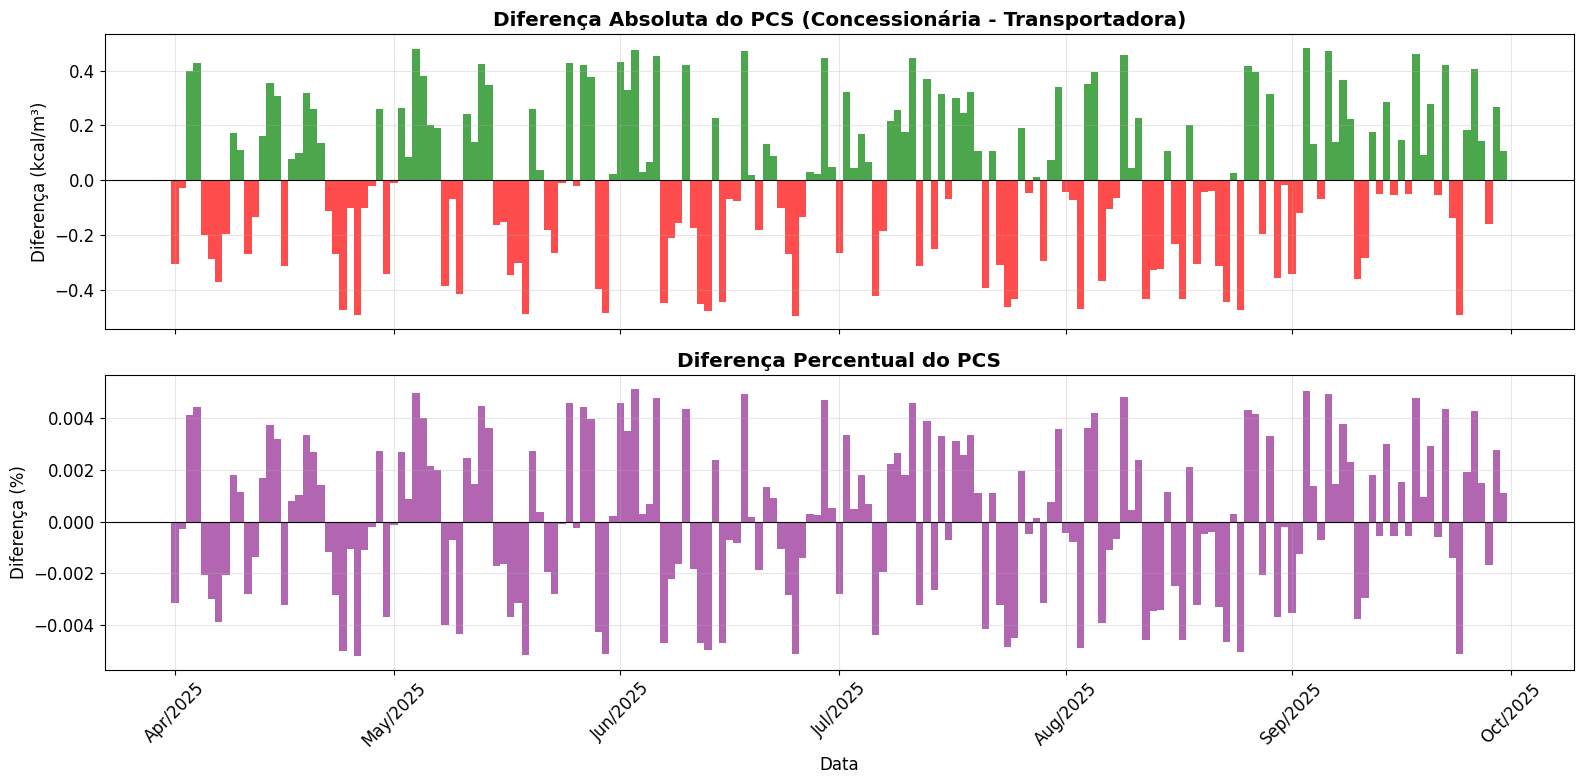 Diferença Absoluta do PCS (Concessionária - Transportadora)
Diferença (kcal/m³)
0.4
0.2
0.0
−0.2
−0.4
Diferença Percentual do PCS
Diferença (%)
0.004
0.002
0.000
−0.002
−0.004
Apr/2025
May/2025
Jun/2025
Jul/2025
Aug/2025
Sep/2025
Oct/2025
Data